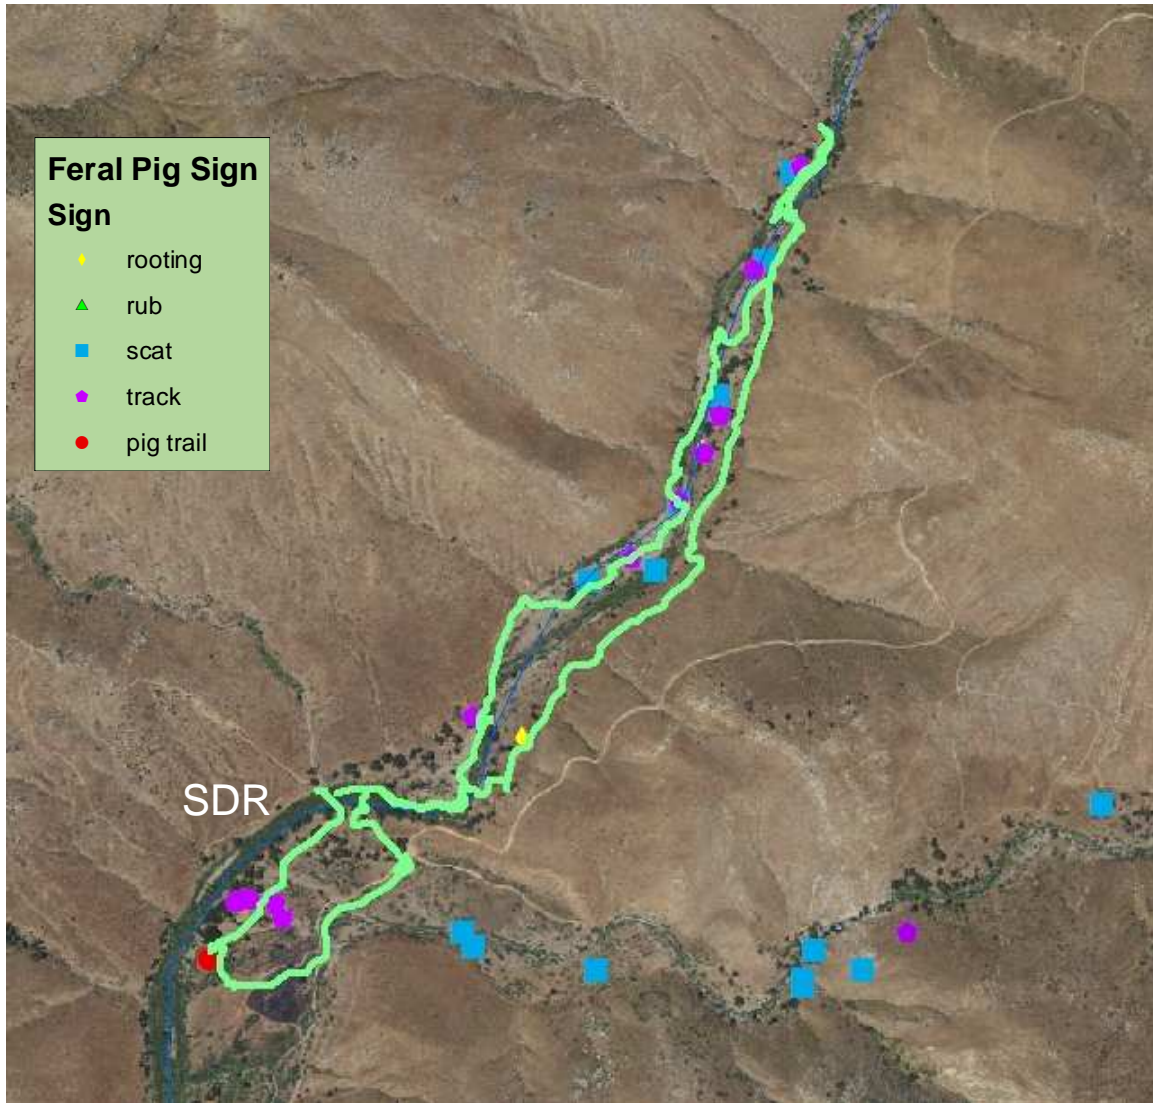 Feral Pig Sign
Sign
rooting
rub
scat
track
pig trail
SDR